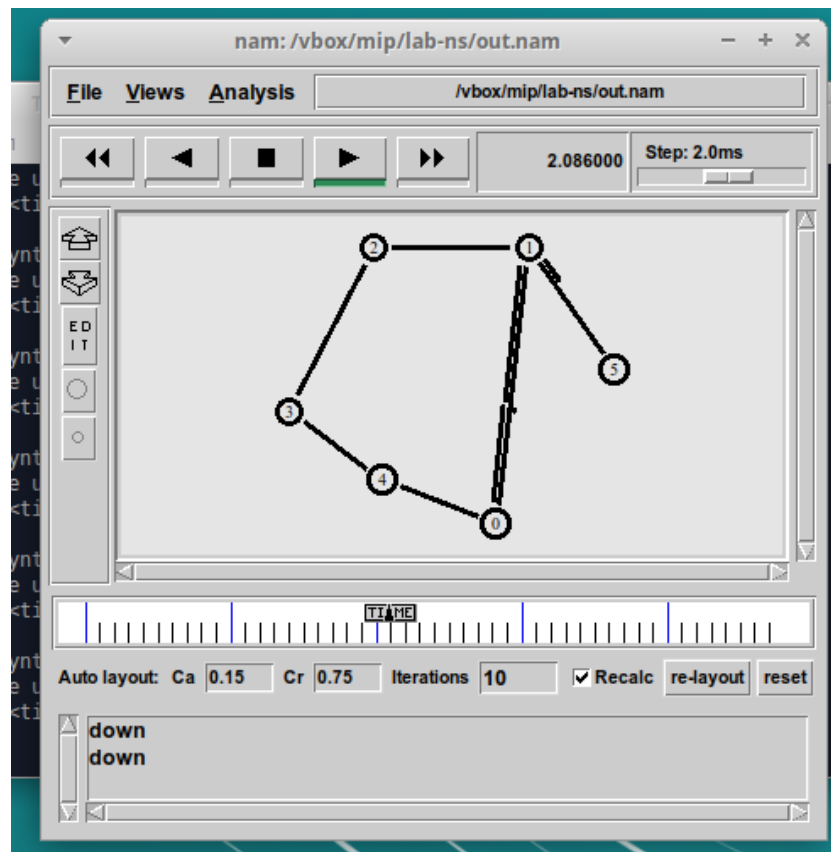 nam: /vbox/mip/lab-ns/out.nam
File Views Analysis /vbox/mip/lab-ns/out.nam
2.086000 Step: 2.0ms
ED
IT
2 1
5
3
4
0
TIME
Auto layout: Ca 0.15 Cr 0.75 Iterations 10 Recalc re-layout reset
down
down